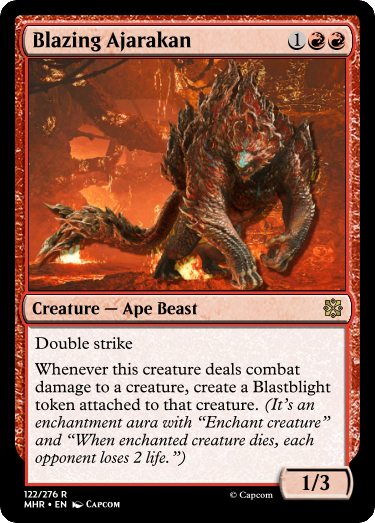 Blazing Ajarakan 1
Creature — Ape Beast
Double strike
Whenever this creature deals combat
damage to a creature, create a Blastblight
token attached to that creature. (It's an
enchantment aura with “Enchant creature”
and “When enchanted creature dies, each
opponent loses 2 life.”)
1/3
122/276 R
MHR • EN Capcom
© Capcom